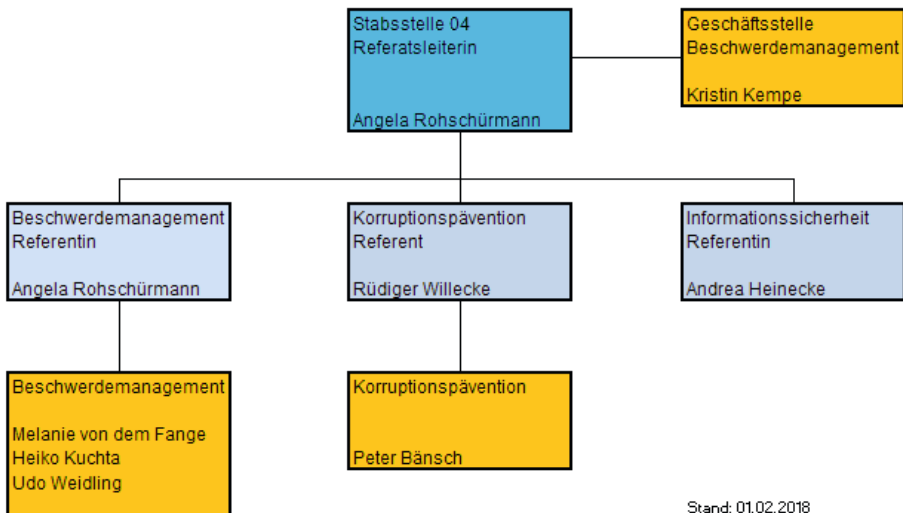 Stabsstelle 04
Referatsleiterin
Angela Rohschürmann
Geschäftsstelle
Beschwerdemanagement
Kristin Kempe
Beschwerdemanagement
Referentin
Angela Rohschürmann
Korruptionspävention
Referent
Rüdiger Willecke
Informationssicherheit
Referentin
Andrea Heinecke
Beschwerdemanagement
Melanie von dem Fange
Heiko Kuchta
Udo Weidling
Korruptionspävention
Peter Bänsch
Stand: 01.02.2018